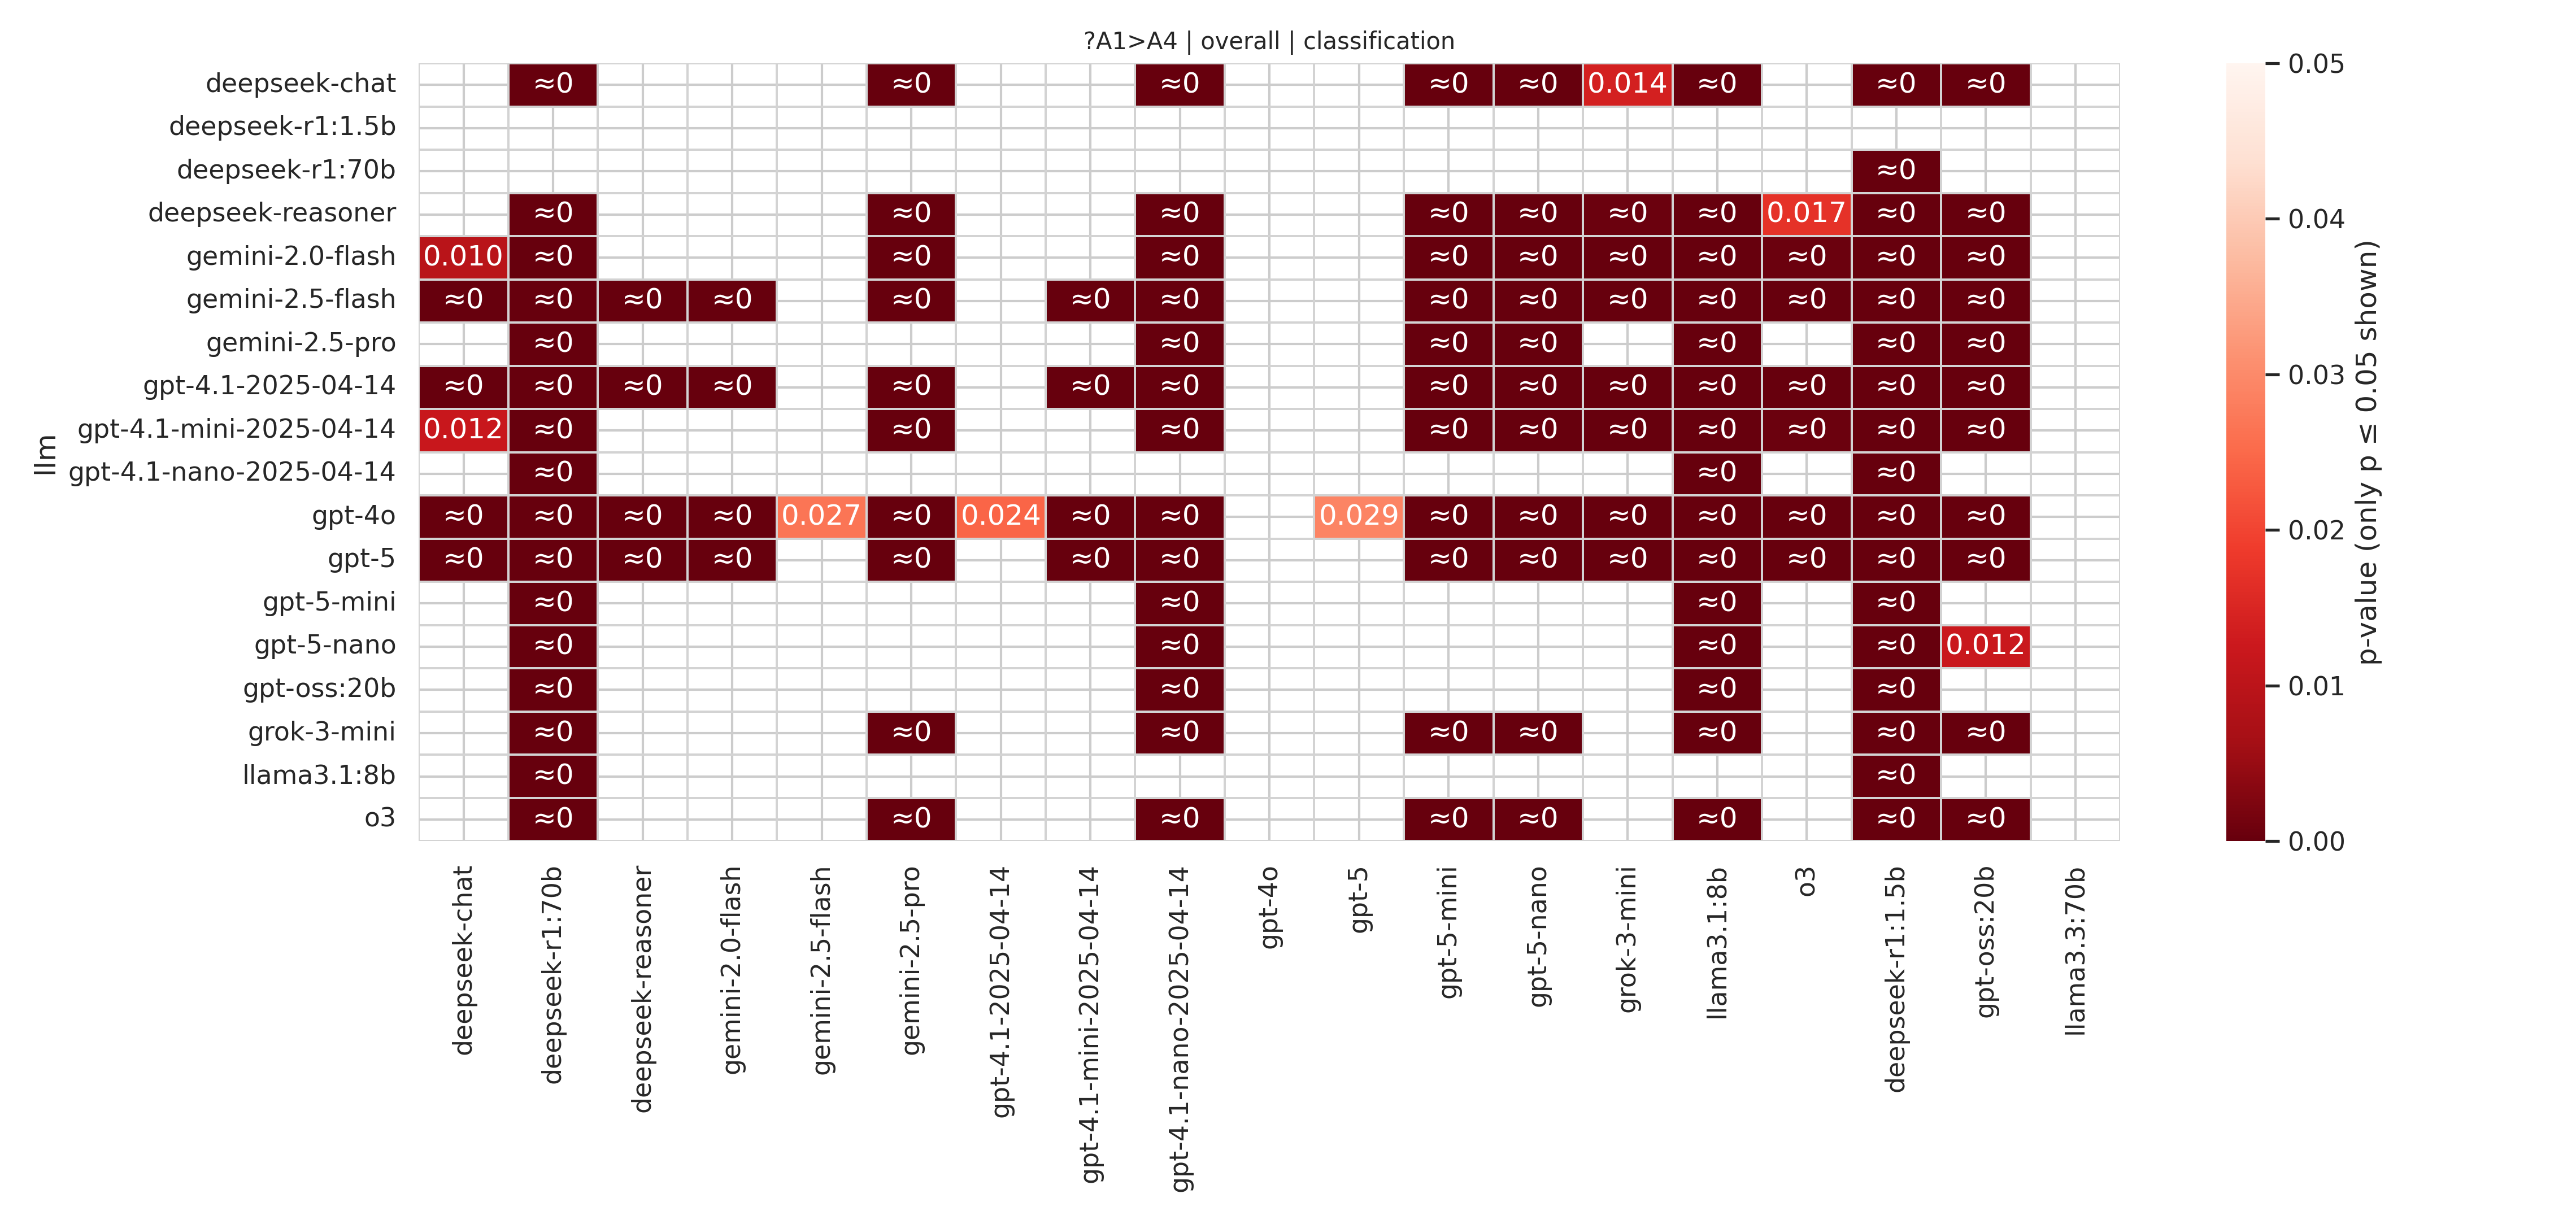 ?A1>A4 | overall | classification
deepseek-chat ≈0 ≈0 ≈0 ≈0 ≈0 0.014 ≈0 ≈0 ≈0
deepseek-r1:1.5b
deepseek-r1:70b ≈0
deepseek-reasoner ≈0 ≈0 ≈0 ≈0 ≈0 ≈0 ≈0 0.017 ≈0 ≈0
gemini-2.0-flash 0.010 ≈0 ≈0 ≈0 ≈0 ≈0 ≈0 ≈0 ≈0 ≈0 ≈0
gemini-2.5-flash ≈0 ≈0 ≈0 ≈0 ≈0 ≈0 ≈0 ≈0 ≈0 ≈0 ≈0 ≈0 ≈0 ≈0
gemini-2.5-pro ≈0 ≈0 ≈0 ≈0 ≈0 ≈0 ≈0
gpt-4.1-2025-04-14 ≈0 ≈0 ≈0 ≈0 ≈0 ≈0 ≈0 ≈0 ≈0 ≈0 ≈0 ≈0 ≈0 ≈0
gpt-4.1-mini-2025-04-14 0.012 ≈0 ≈0 ≈0 ≈0 ≈0 ≈0 ≈0 ≈0 ≈0 ≈0
gpt-4.1-nano-2025-04-14 ≈0 ≈0 ≈0
gpt-4o ≈0 ≈0 ≈0 ≈0 0.027 ≈0 0.024 ≈0 ≈0 0.029 ≈0 ≈0 ≈0 ≈0 ≈0 ≈0 ≈0
gpt-5 ≈0 ≈0 ≈0 ≈0 ≈0 ≈0 ≈0 ≈0 ≈0 ≈0 ≈0 ≈0 ≈0 ≈0
gpt-5-mini ≈0 ≈0 ≈0 ≈0
gpt-5-nano ≈0 ≈0 ≈0 ≈0 0.012
gpt-oss:20b ≈0 ≈0 ≈0 ≈0
grok-3-mini ≈0 ≈0 ≈0 ≈0 ≈0 ≈0 ≈0 ≈0
llama3.1:8b ≈0 ≈0
o3 ≈0 ≈0 ≈0 ≈0 ≈0 ≈0 ≈0 ≈0
llm
deepseek-chat
deepseek-r1:70b
deepseek-reasoner
gemini-2.0-flash
gemini-2.5-flash
gemini-2.5-pro
gpt-4.1-2025-04-14
gpt-4.1-mini-2025-04-14
gpt-4.1-nano-2025-04-14
gpt-4o
gpt-5
gpt-5-mini
gpt-5-nano
grok-3-mini
llama3.1:8b
o3
deepseek-r1:1.5b
gpt-oss:20b
llama3.3:70b
0.05
0.04
0.03
0.02
0.01
0.00
p-value (only p ≤ 0.05 shown)